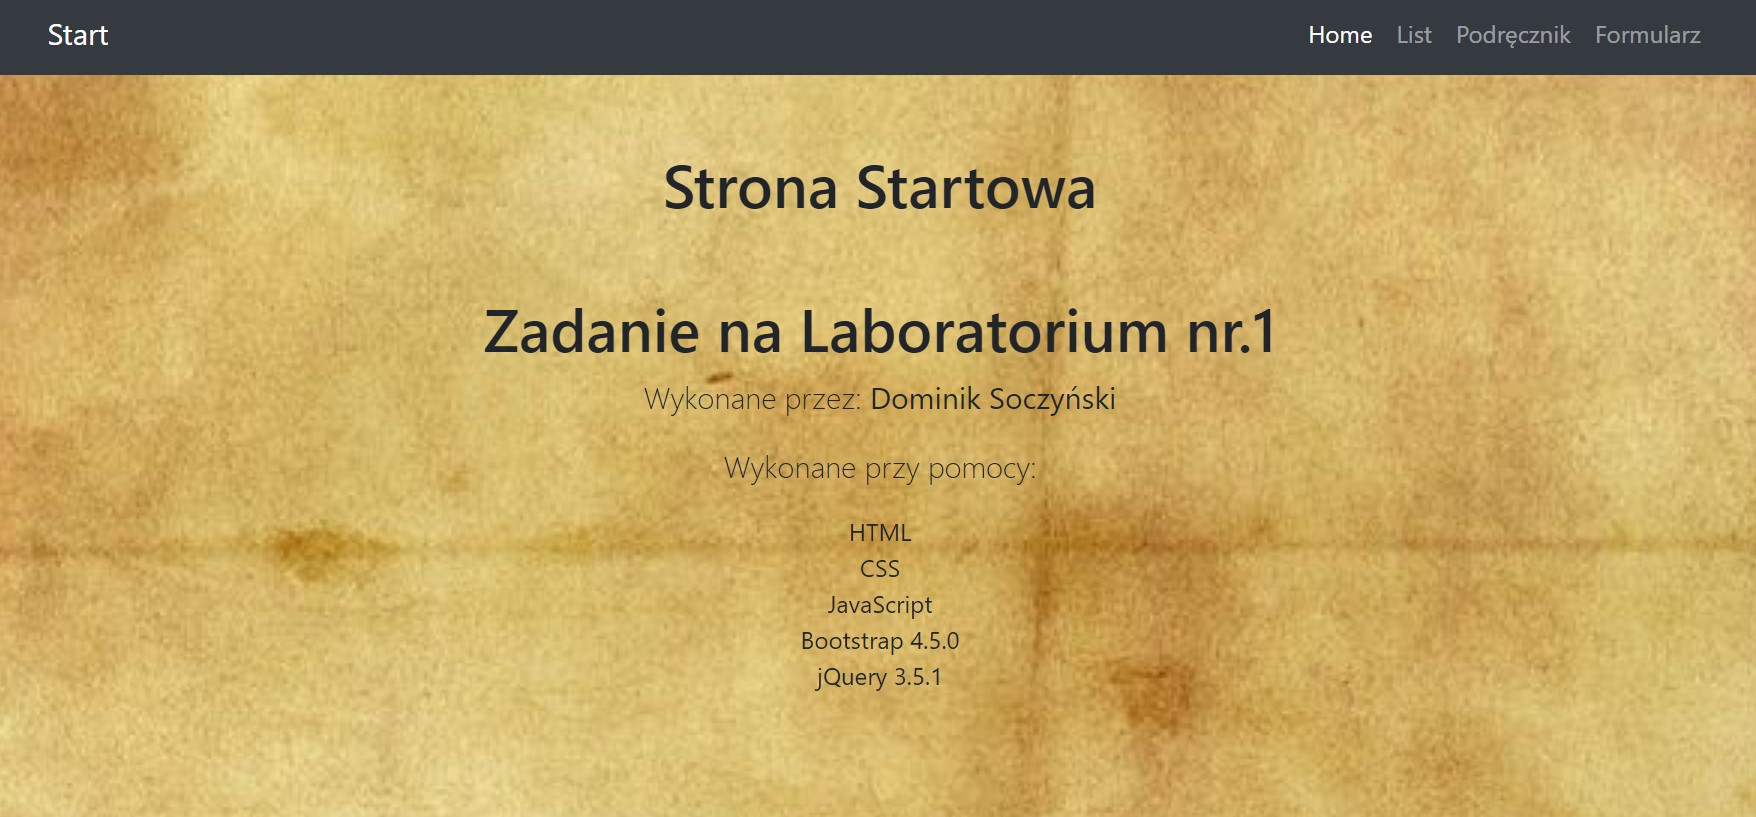 Start Home List Podręcznik Formularz
Strona Startowa
Zadanie na Laboratorium nr.1
Wykonane przez: Dominik Soczyński
Wykonane przy pomocy:
HTML
CSS
JavaScript
Bootstrap 4.5.0
jQuery 3.5.1